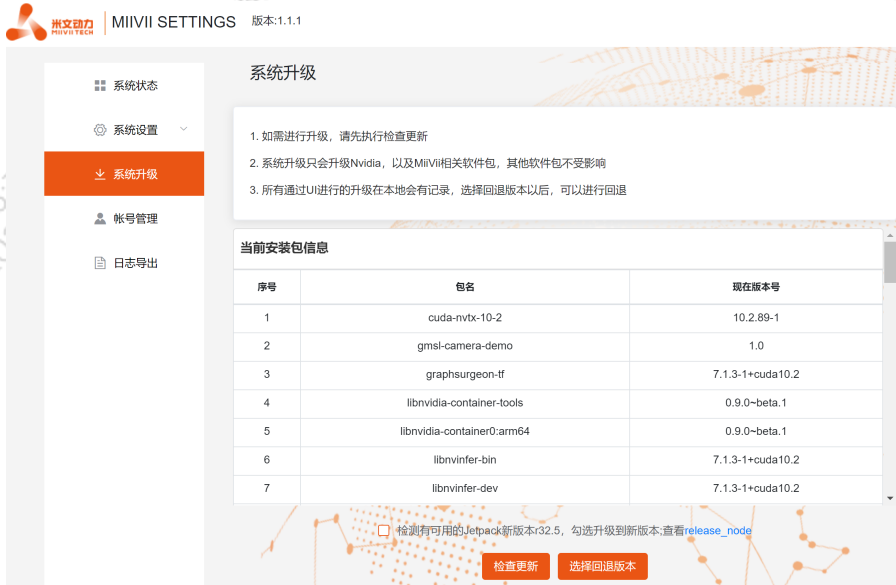 米文动力
MIIVII TECH
MIIVII SETTINGS
版本:1.1.1
系统状态
系统设置
系统升级
帐号管理
日志导出
系统升级
1. 如需进行升级，请先执行检查更新
2. 系统升级只会升级Nvidia，以及MiiVii相关软件包，其他软件包不受影响
3. 所有通过UI进行的升级在本地会有记录，选择回退版本以后，可以进行回退
当前安装包信息
序号 包名 现在版本号
1 cuda-nvtx-10-2 10.2.89-1
2 gmsl-camera-demo 1.0
3 graphsurgeon-tf 7.1.3-1+cuda10.2
4 libnvidia-container-tools 0.9.0~beta.1
5 libnvidia-container0:arm64 0.9.0~beta.1
6 libnvinfer-bin 7.1.3-1+cuda10.2
7 libnvinfer-dev 7.1.3-1+cuda10.2
检测有可用的Jetpack新版本r32.5，勾选升级到新版本;查看release_node
检查更新 选择回退版本